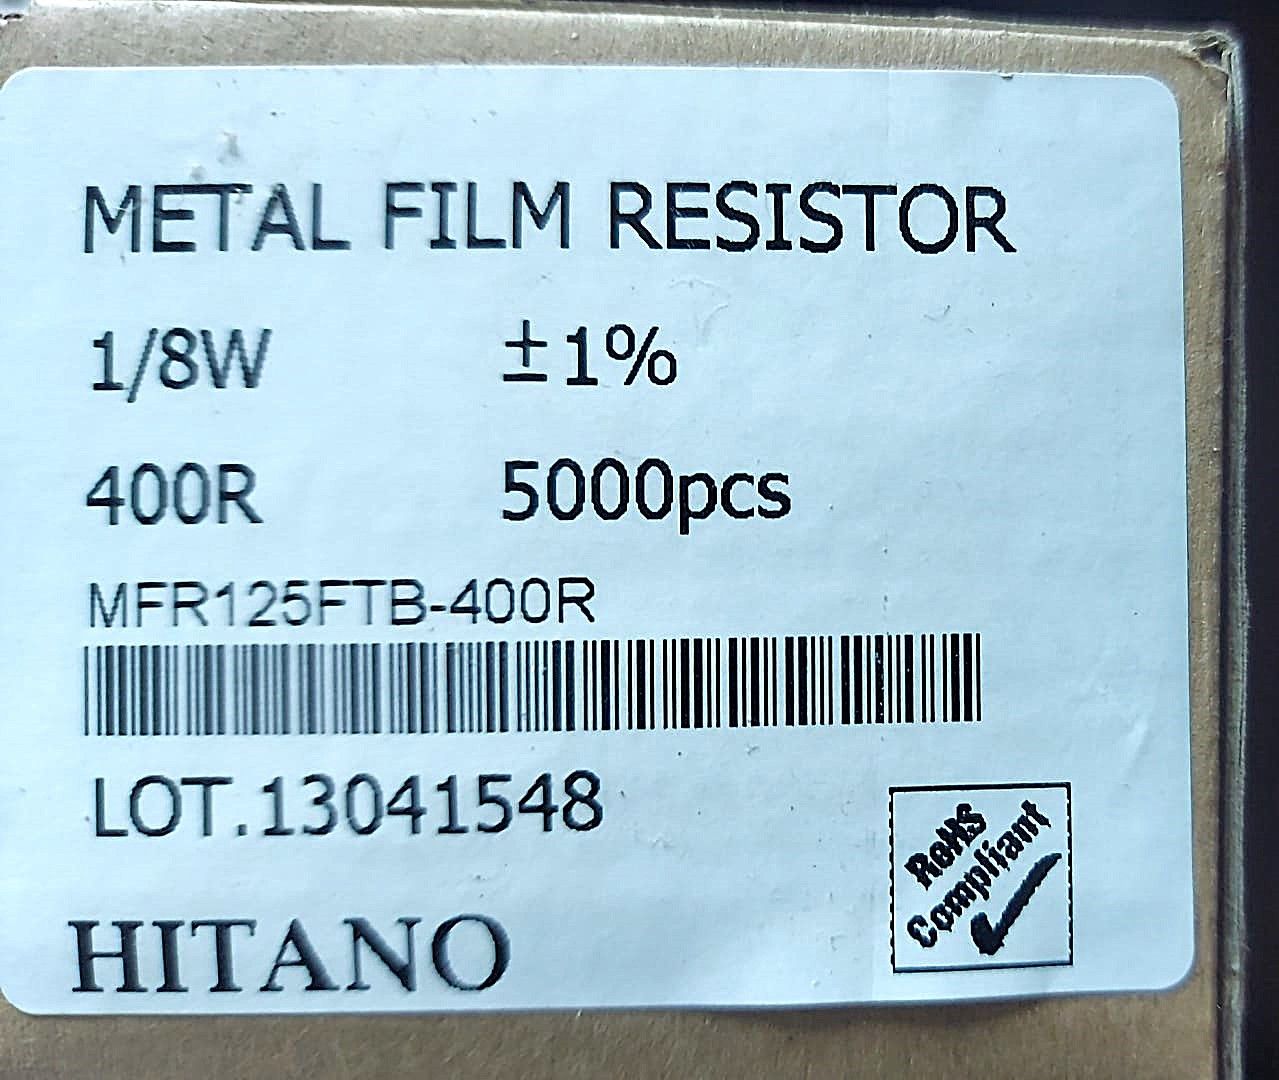 METAL FILM RESISTOR
1/8W ±1%
400R 5000pcs
MFR125FTB-400R
LOT.13041548
HITANO
RoHS
Compliant